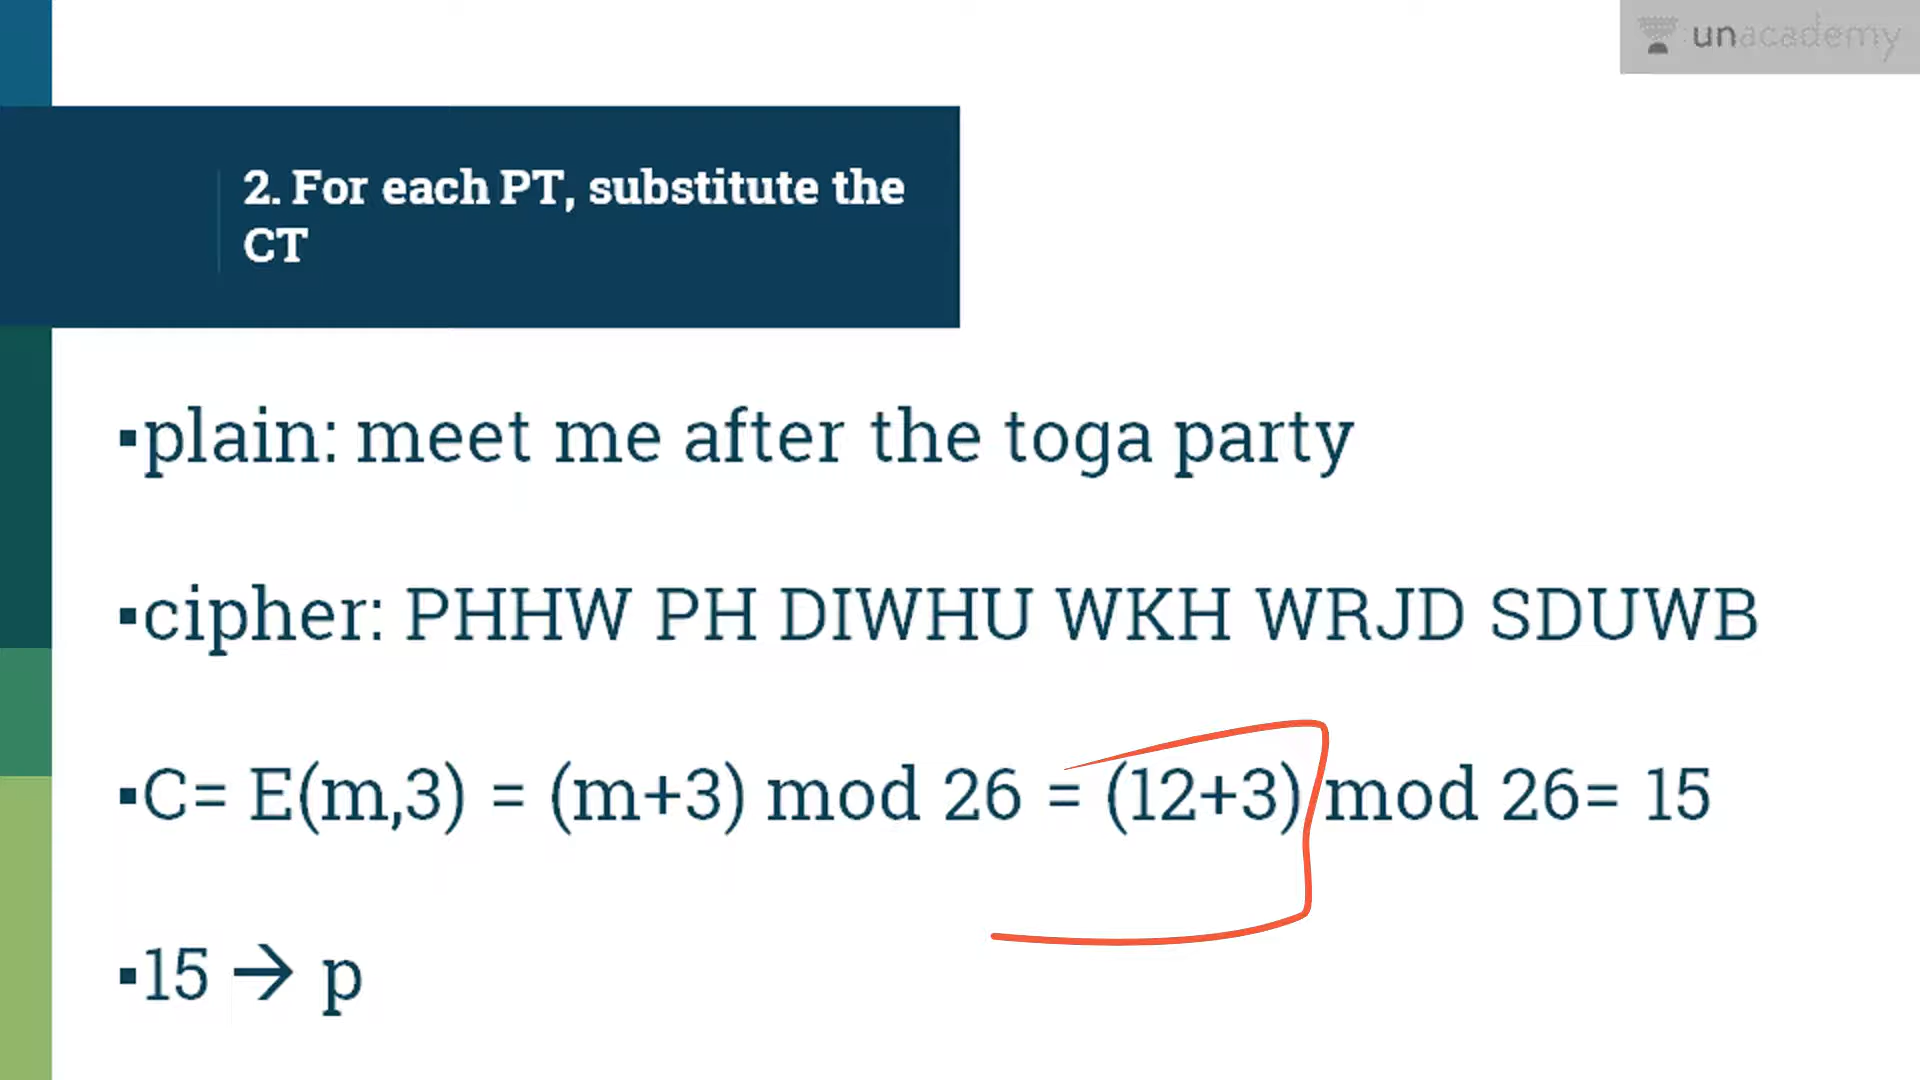 unacademy
2. For each PT, substitute the
CT
▪plain: meet me after the toga party
▪cipher: PHHW PH DIWHU WKH WRJD SDUWB
▪C= E(m,3) = (m+3) mod 26 = (12+3) mod 26= 15
▪15 → p